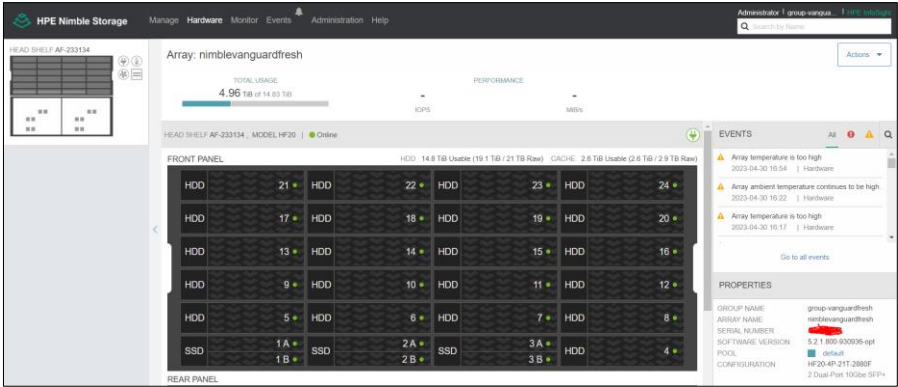 HPE Nimble Storage Manage Hardware Monitor Events Administration Help
Administrator group-vangua... HPE InfoSight
Search by Name
HEAD SHELF AF-233134
Array: nimblevanguardfresh
Actions
TOTAL USAGE
4.96 TiB of 14.83 TiB
PERFORMANCE
- -
IOPS MiB/s
HEAD SHELF AF-233134 ; MODEL HF20 | Online
FRONT PANEL HDD 14.8 TiB Usable (19.1 TiB / 21 TB Raw) CACHE 2.6 TiB Usable (2.6 TiB / 2.9 TB Raw)
HDD 21 HDD 22 HDD 23 HDD 24
HDD 17 HDD 18 HDD 19 HDD 20
HDD 13 HDD 14 HDD 15 HDD 16
HDD 9 HDD 10 HDD 11 HDD 12
HDD 5 HDD 6 HDD 7 HDD 8
SSD 1 A 1 B SSD 2 A 2 B SSD 3 A 3 B HDD 4
REAR PANEL
EVENTS All
Array temperature is too high
2023-04-30 16:54 | Hardware
Array ambient temperature continues to be high.
2023-04-30 16:22 | Hardware
Array temperature is too high
2023-04-30 16:17 | Hardware
Go to all events
PROPERTIES
GROUP NAME group-vanguardfresh
ARRAY NAME nimblevanguardfresh
SERIAL NUMBER
SOFTWARE VERSION 5.2.1.800-930936-opt
POOL default
CONFIGURATION HF20-4P-21T-2880F
2 Dual-Port 10Gbe SFP+